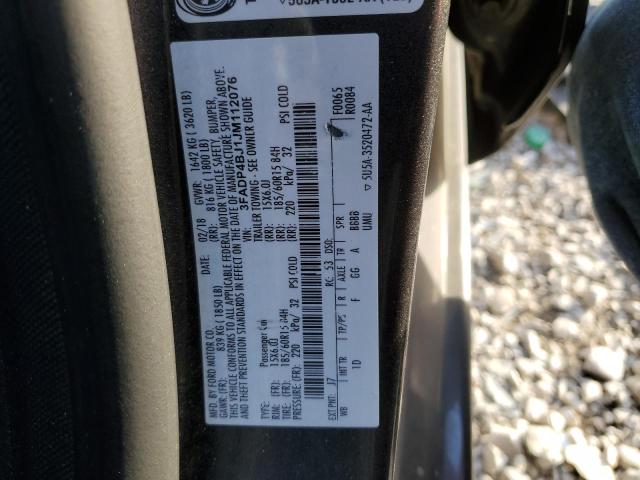 MFD. BY FORD MOTOR CO.
DATE: 02/18 GVWR: 1642 KG ( 3620 LB)
GAWR: (FR): 839 KG (1850 LB) (RR): 816 KG (1800 LB)
THIS VEHICLE CONFORMS TO ALL APPLICABLE FEDERAL MOTOR VEHICLE SAFETY, BUMPER,
AND THEFT PREVENTION STANDARDS IN EFFECT ON THE DATE OF MANUFACTURE SHOWN ABOVE.
VIN: 3FADP4BJ1JM112076
TYPE: Passenger Car TRAILER TOWING - SEE OWNER GUIDE
RIM: (FR): 15X6.0J (RR): 15X6.0J
TIRE: (FR): 185/60R15 84H (RR): 185/60R15 84H
PRESSURE: (FR): 220 kPa/ 32 PSI COLD (RR): 220 kPa/ 32 PSI COLD
EXT PNT: J7 RC: 53 DSO: F0065
R0084
WB INT TR TP/PS R AXLE TR SPR
1D F GG A BGBB
UMU
▽ 5U5A-3520472-AA